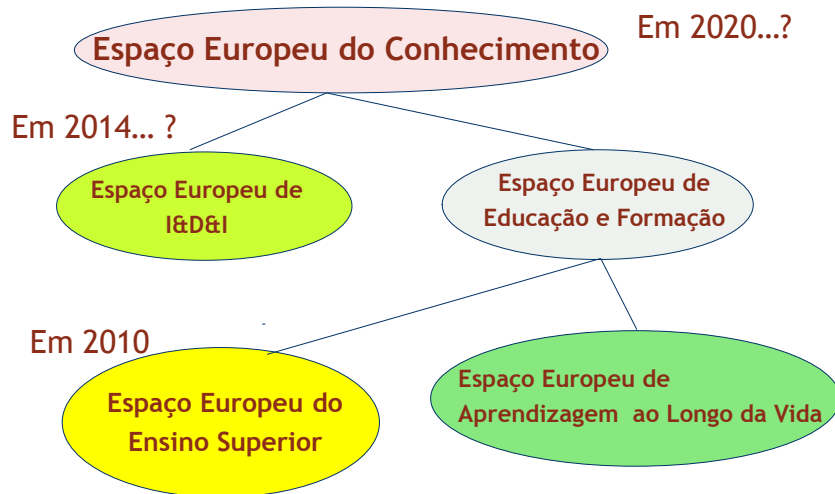 Espaço Europeu do Conhecimento
Em 2020…?
Em 2014… ?
Espaço Europeu de
I&D&I
Espaço Europeu de
Educação e Formação
Em 2010
Espaço Europeu do
Ensino Superior
Espaço Europeu de
Aprendizagem ao Longo da Vida